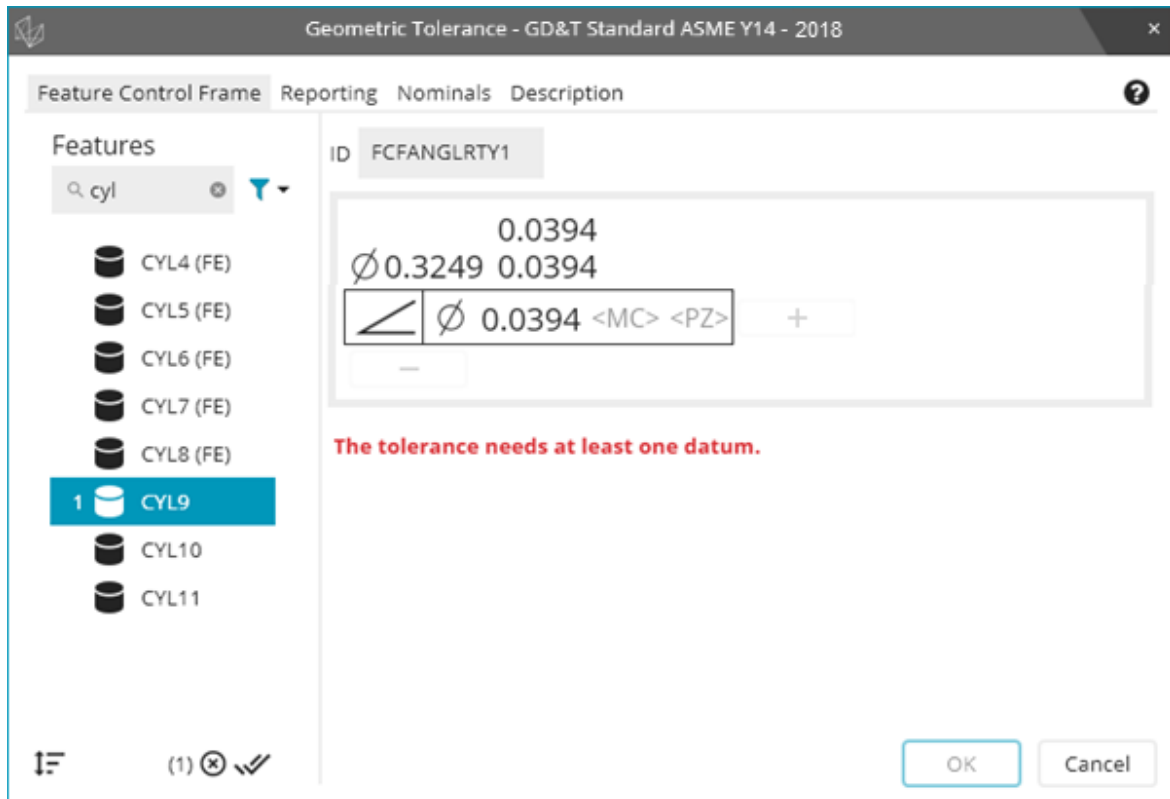 Geometric Tolerance - GD&T Standard ASME Y14 - 2018
Feature Control Frame Reporting Nominals Description
Features
cyl
CYL4 (FE)
CYL5 (FE)
CYL6 (FE)
CYL7 (FE)
CYL8 (FE)
1 CYL9
CYL10
CYL11
(1)
ID FCFANGLRTY1
0.0394
∅0.3249 0.0394
∠ ∅ 0.0394 <MC> <PZ> +
−
The tolerance needs at least one datum.
OK Cancel